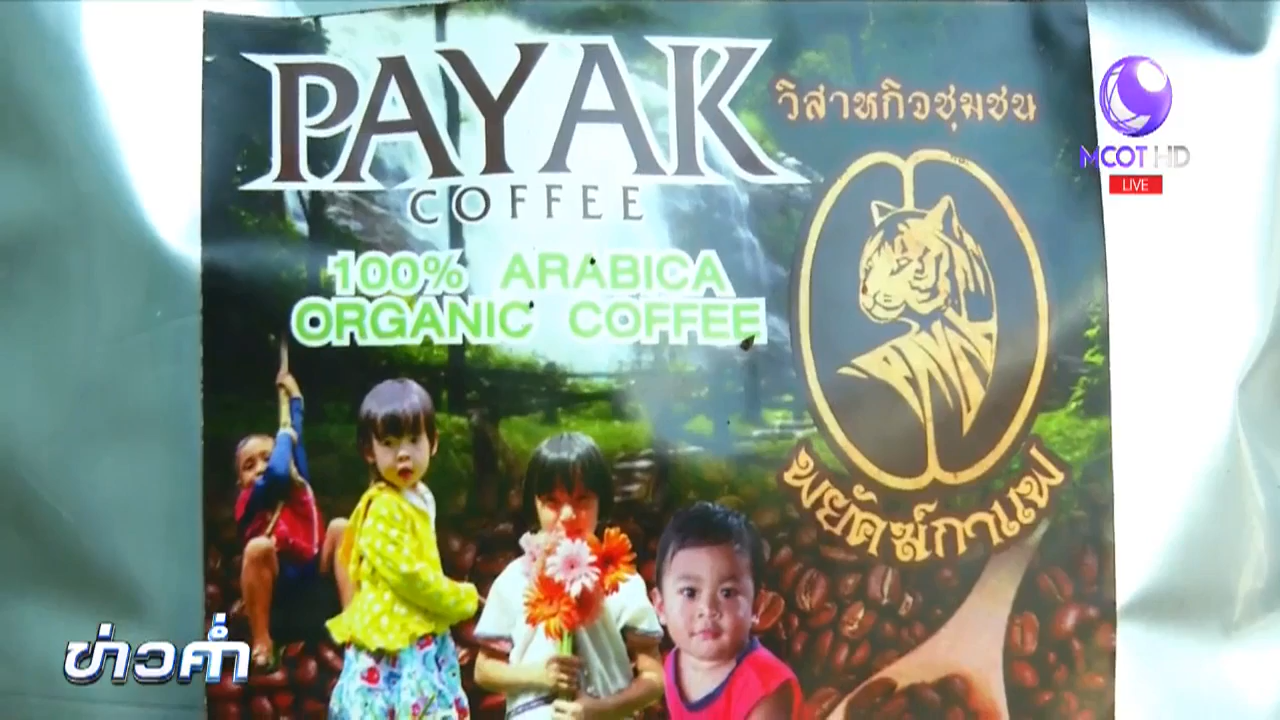 PAYAK
COFFEE
100% ARABICA
ORGANIC COFFEE
วิสาหกิจชุมชน
PAYAK
พยัคฆ์กาแฟ
MCOT HD
LIVE
ข่าวค่ำ